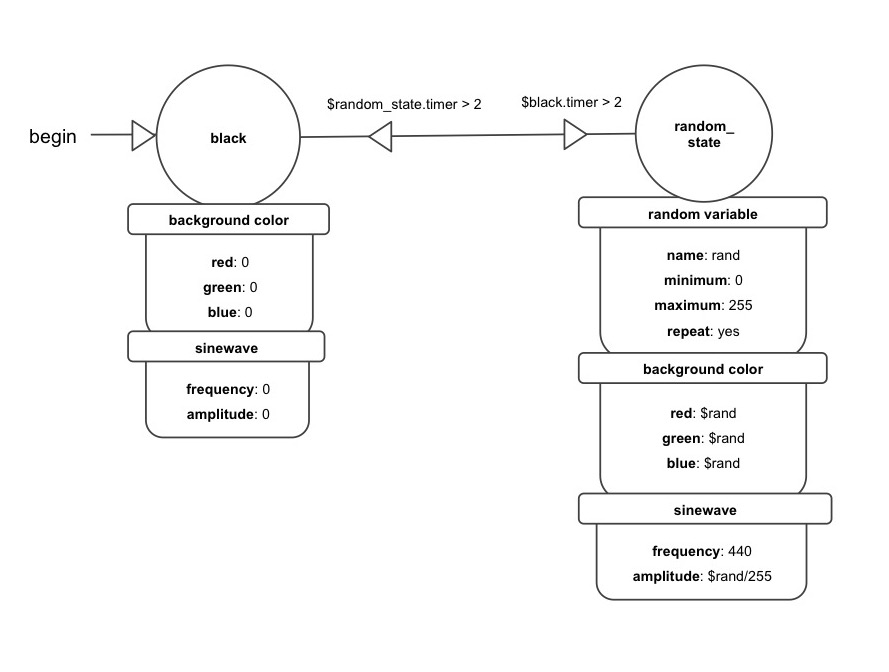 $random_state.timer > 2
$black.timer > 2
begin
black
random_
state
background color
red: 0
green: 0
blue: 0
sinewave
frequency: 0
amplitude: 0
random variable
name: rand
minimum: 0
maximum: 255
repeat: yes
background color
red: $rand
green: $rand
blue: $rand
sinewave
frequency: 440
amplitude: $rand/255